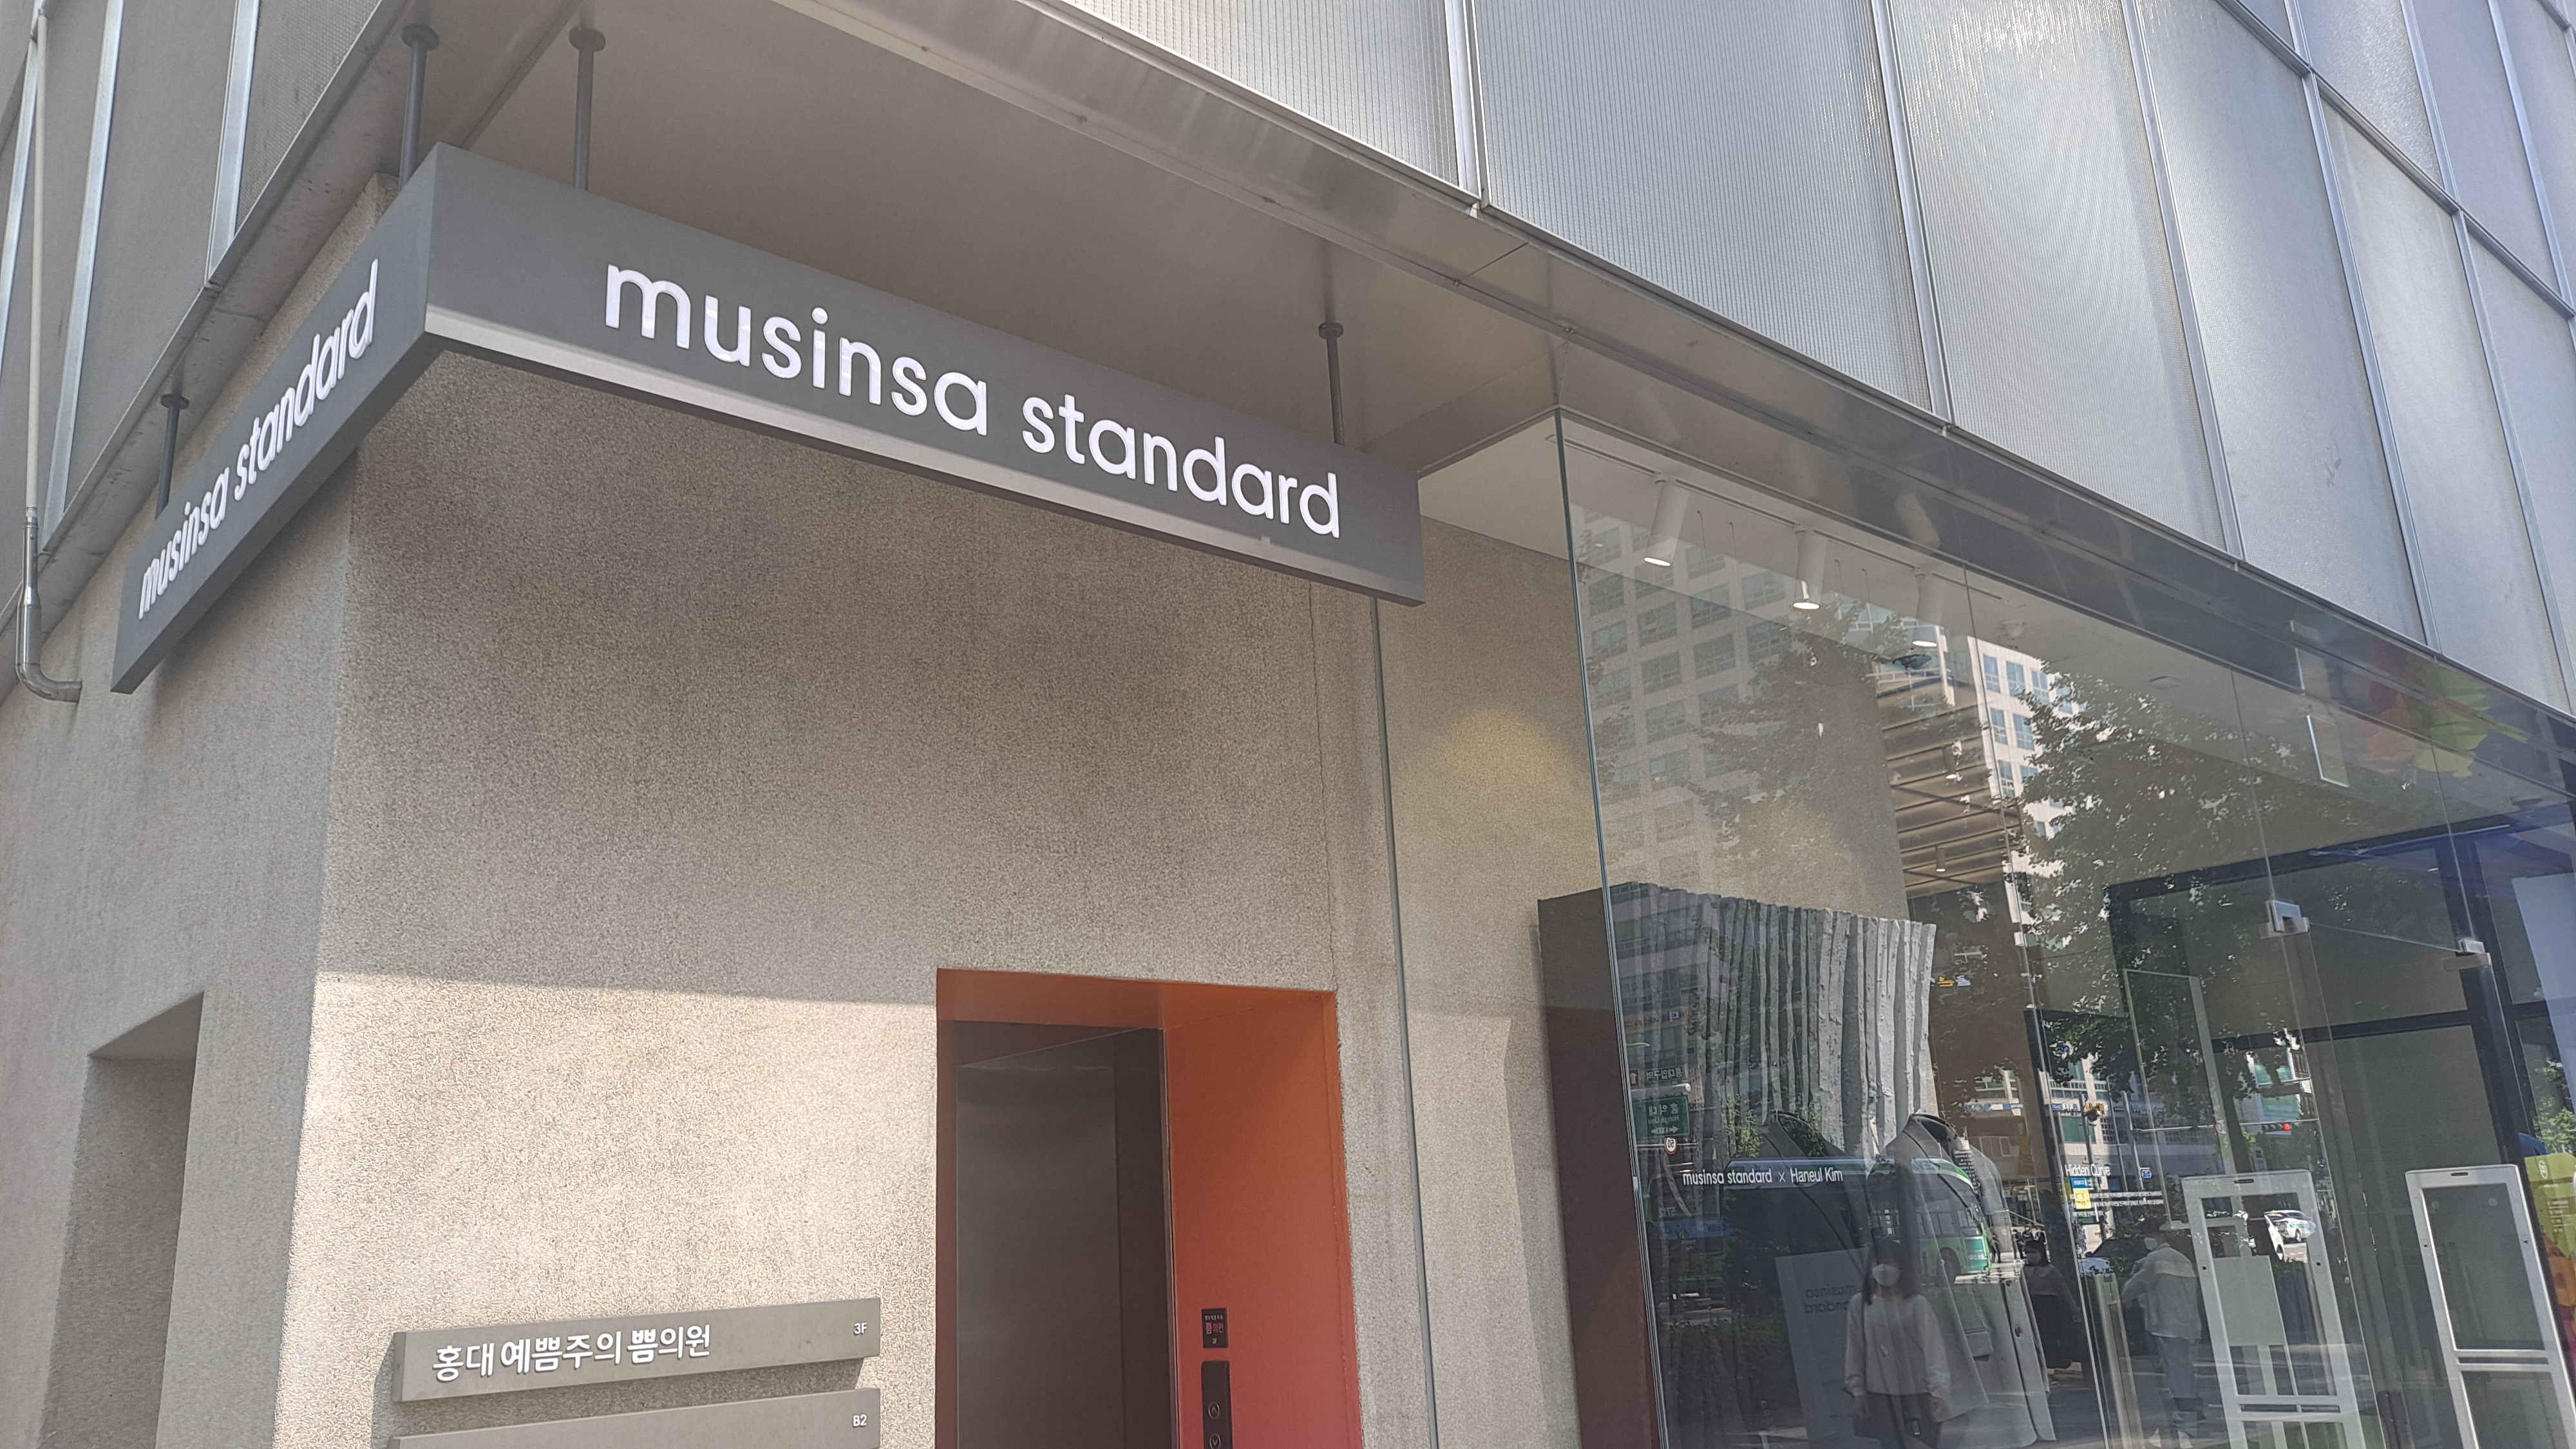 musinsa standard
musinsa standard
musinsa standard × Haneul Kim
Hidden Curve
홍대 예쁨주의 쁨의원
3F
B2